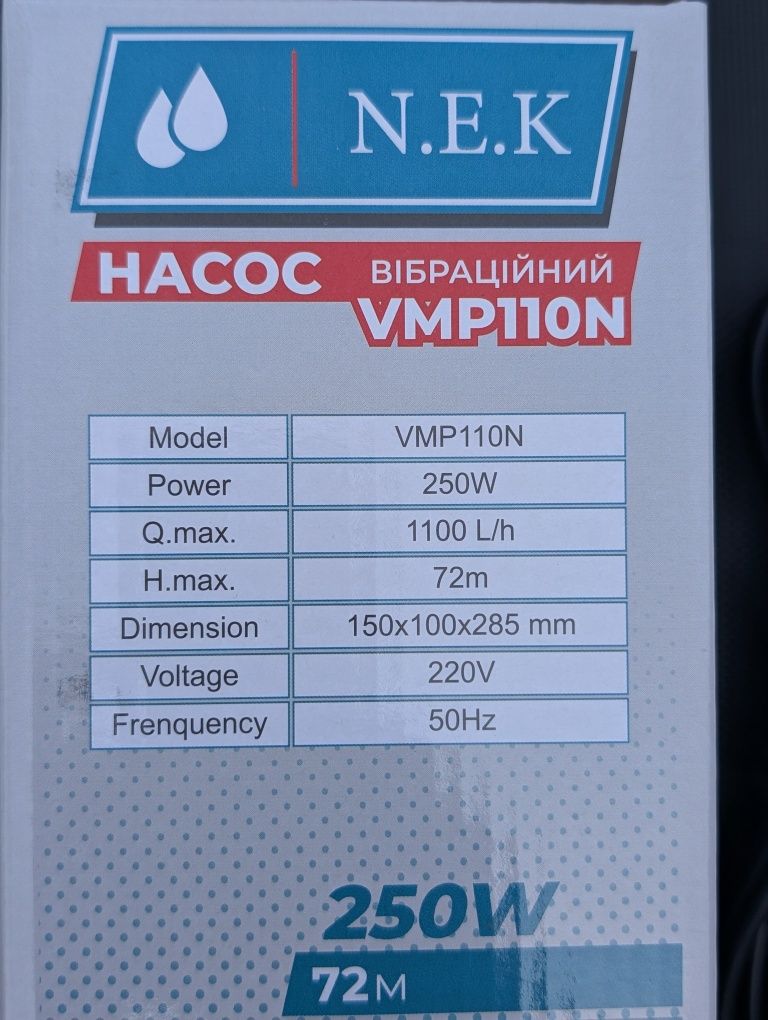 N.E.K
НАСОС ВІБРАЦІЙНИЙ
VMP110N
Model VMP110N
Power 250W
Q.max. 1100 L/h
H.max. 72m
Dimension 150x100x285 mm
Voltage 220V
Frenquency 50Hz
250W
72М